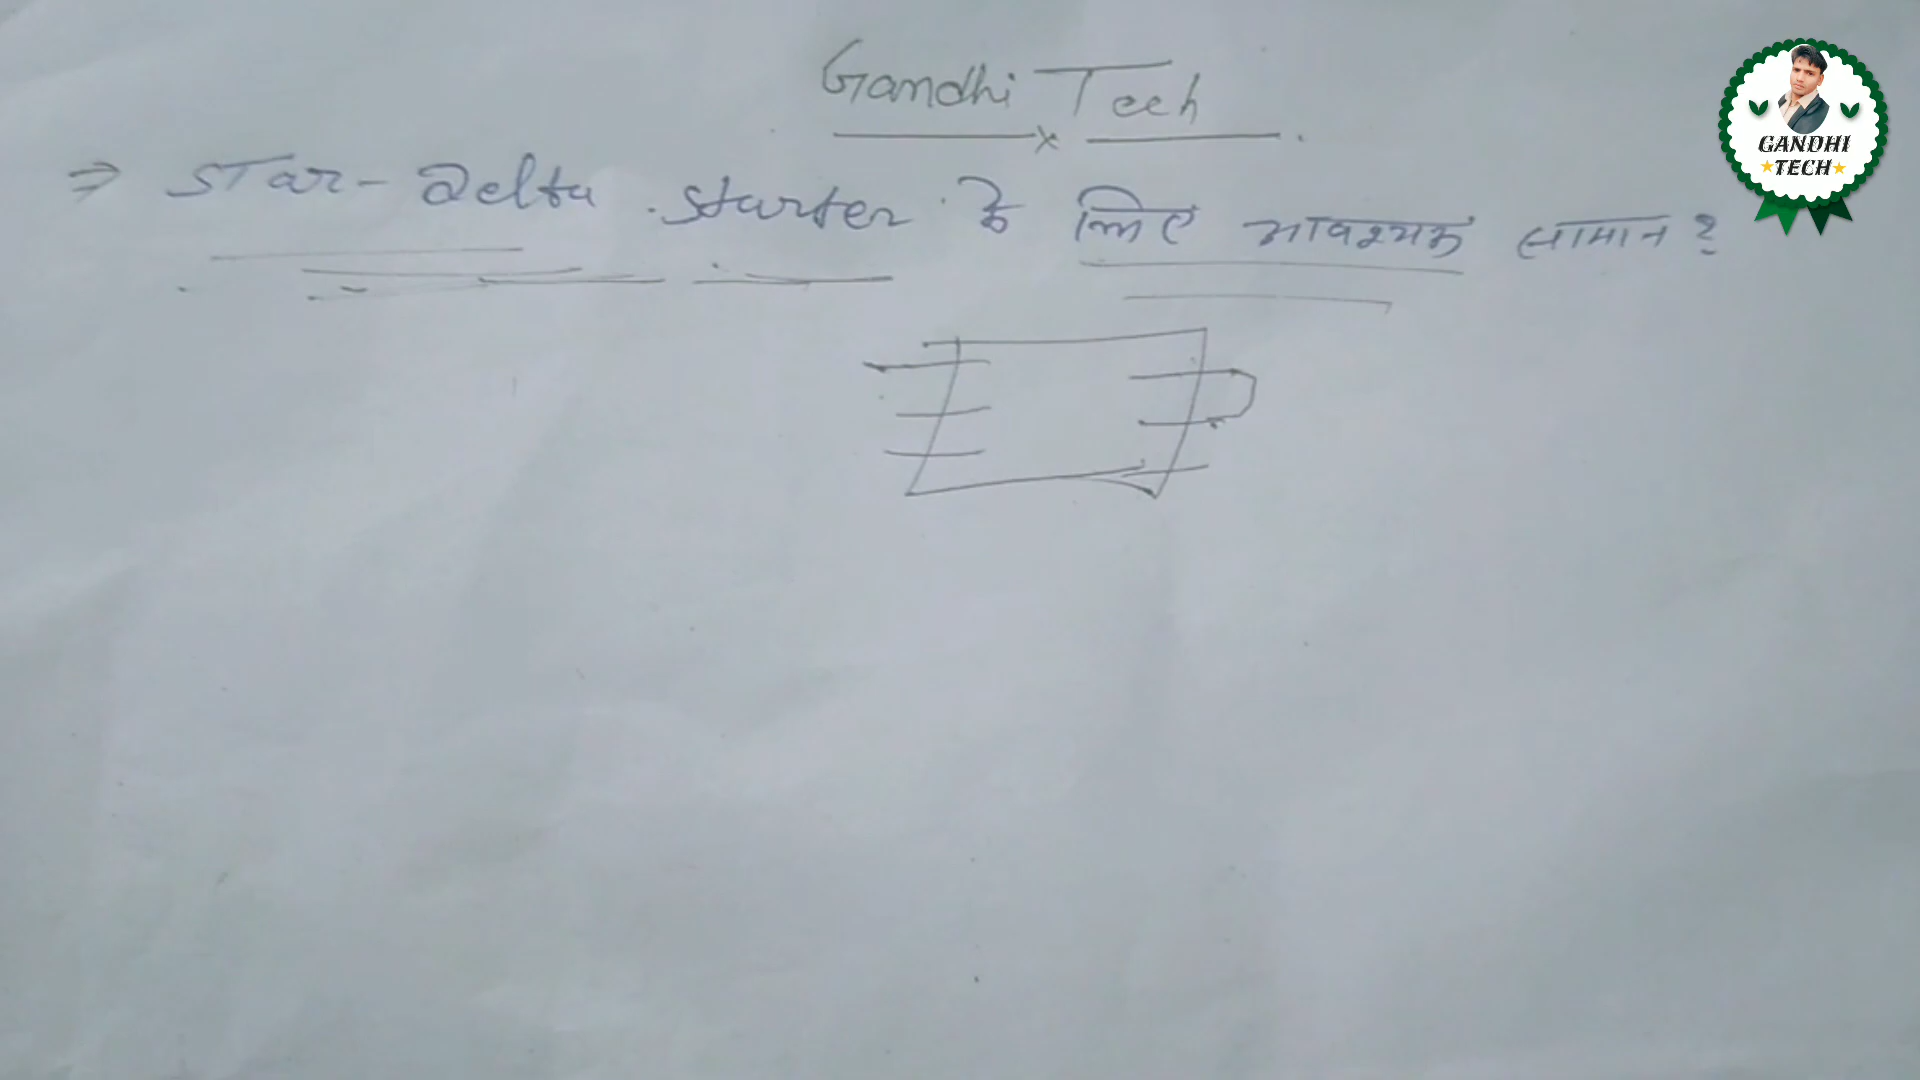 Gandhi Tech
⇒ Star-Delta starter के लिए आवश्यक सामान ?
GANDHI
TECH